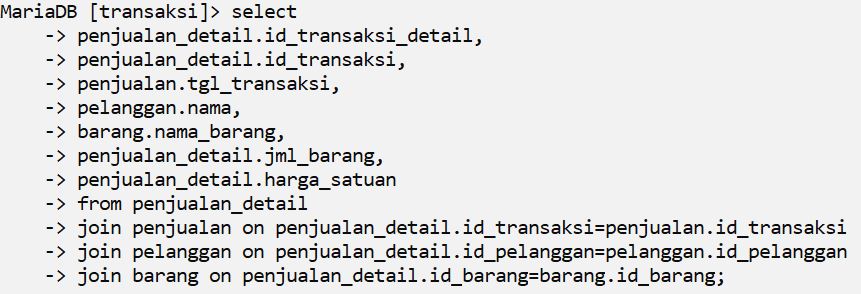 MariaDB [transaksi]> select
    -> penjualan_detail.id_transaksi_detail,
    -> penjualan_detail.id_transaksi,
    -> penjualan.tgl_transaksi,
    -> pelanggan.nama,
    -> barang.nama_barang,
    -> penjualan_detail.jml_barang,
    -> penjualan_detail.harga_satuan
    -> from penjualan_detail
    -> join penjualan on penjualan_detail.id_transaksi=penjualan.id_transaksi
    -> join pelanggan on penjualan_detail.id_pelanggan=pelanggan.id_pelanggan
    -> join barang on penjualan_detail.id_barang=barang.id_barang;